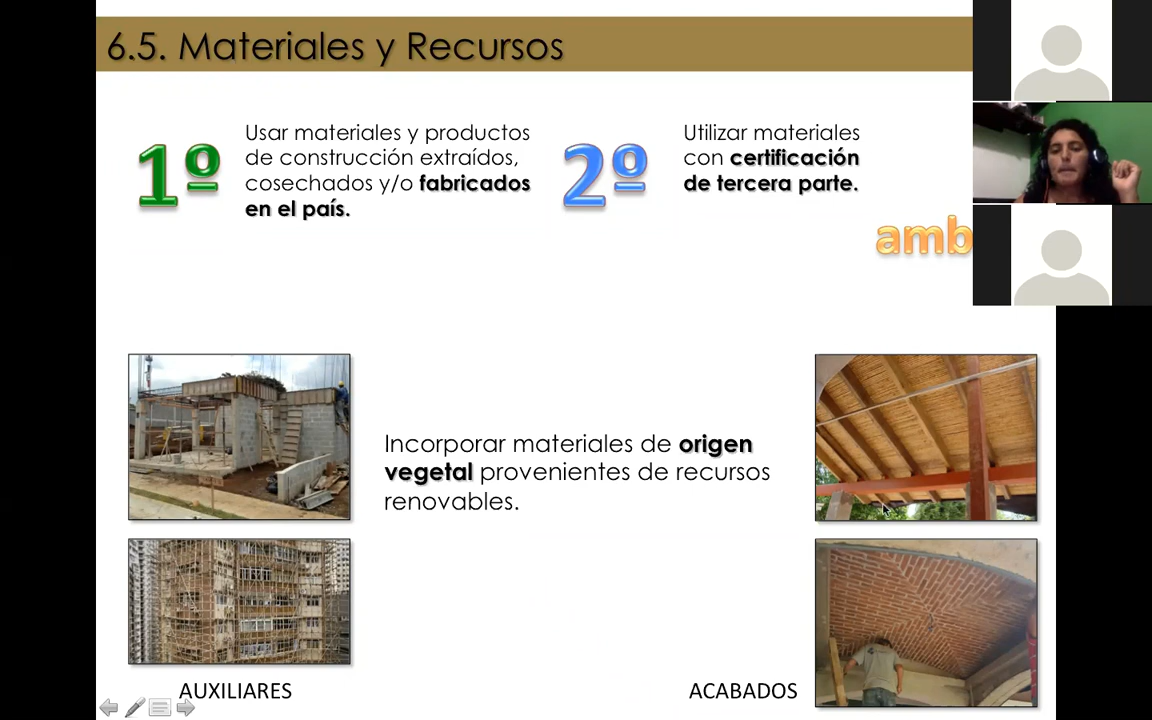 6.5. Materiales y Recursos
1º
Usar materiales y productos
de construcción extraídos,
cosechados y/o fabricados
en el país.
2º
Utilizar materiales
con certificación
de tercera parte.
amb
Incorporar materiales de origen
vegetal provenientes de recursos
renovables.
AUXILIARES
ACABADOS